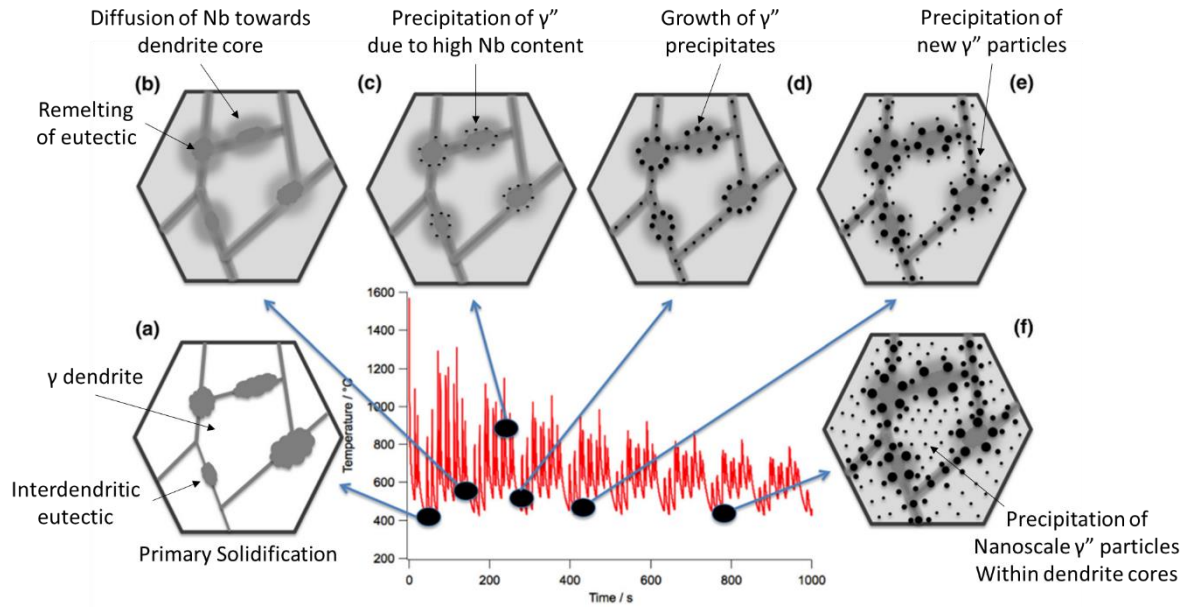 Diffusion of Nb towards
dendrite core
Precipitation of γ”
due to high Nb content
Growth of γ”
precipitates
Precipitation of
new γ” particles
(b)
(c)
(d)
(e)
Remelting
of eutectic
(a)
γ dendrite
Interdendritic
eutectic
Primary Solidification
1600
1400
1200
1000
800
600
400
200
Temperature / °C
0
200
400
600
800
1000
Time / s
(f)
Precipitation of
Nanoscale γ” particles
Within dendrite cores